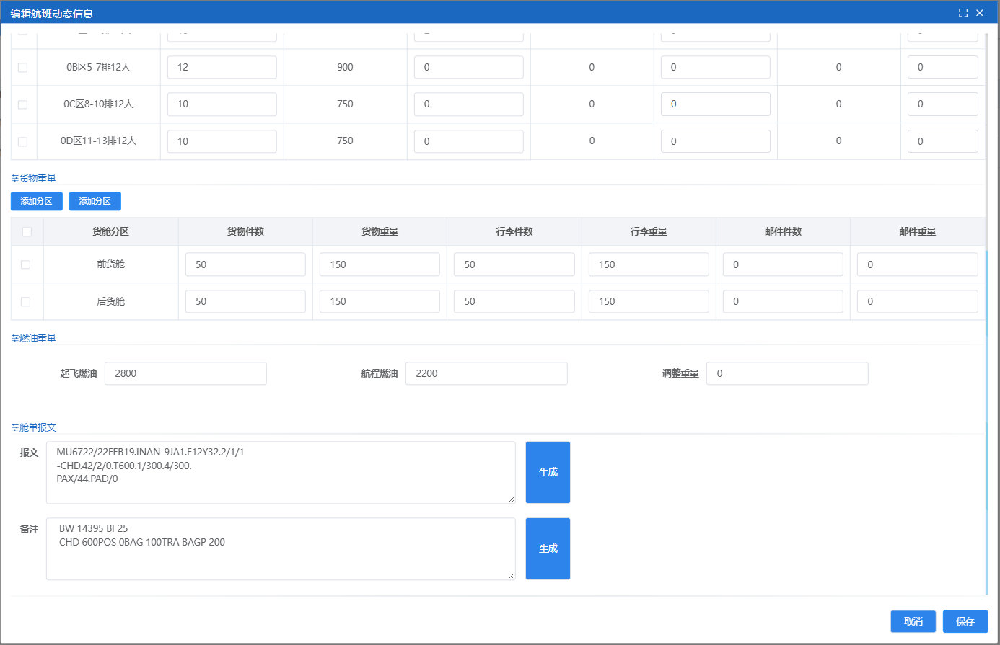 编辑航班动态信息
0B区5-7排12人 12 900 0 0 0 0 0
0C区8-10排12人 10 750 0 0 0 0 0
0D区11-13排12人 10 750 0 0 0 0 0
货物重量
添加分区 添加分区
货舱分区 货物件数 货物重量 行李件数 行李重量 邮件件数 邮件重量
前货舱 50 150 50 150 0 0
后货舱 50 150 50 150 0 0
燃油重量
起飞燃油 2800 航程燃油 2200 调整重量 0
舱单报文
报文 MU6722/22FEB19.INAN-9JA1.F12Y32.2/1/1
-CHD.42/2/0.T600.1/300.4/300.
PAX/44.PAD/0
生成
备注 BW 14395 BI 25
CHD 600POS 0BAG 100TRA BAGP 200
生成
取消 保存